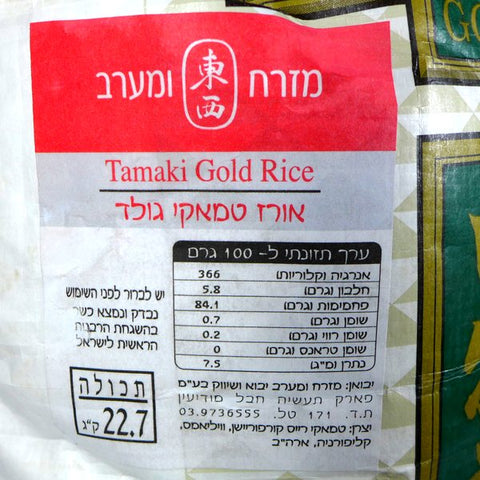 מזרח 東西 ומערב
Tamaki Gold Rice
אורז טמאקי גולד
ערך תזונתי ל- 100 גרם
אנרגיה (קלוריות) 366
חלבון (גרם) 5.8
פחמימות (גרם) 84.1
שומן (גרם) 0.7
שומן רווי (גרם) 0.2
שומן טראנס (גרם) 0
נתרן (מ"ג) 7.5
יש לברור לפני השימוש
נבדק ונמצא כשר
בהשגחת הרבנות
הראשית לישראל
תכולה
22.7 ק"ג
יבואן: מזרח ומערב יבוא ושיווק בע"מ
פארק תעשיות חבל מודיעין
ת.ד. 171 טל. 03.9736555
יצרן: טמאקי רייס קורפוריישן, וויליאמס,
קליפורניה, ארה"ב
GO